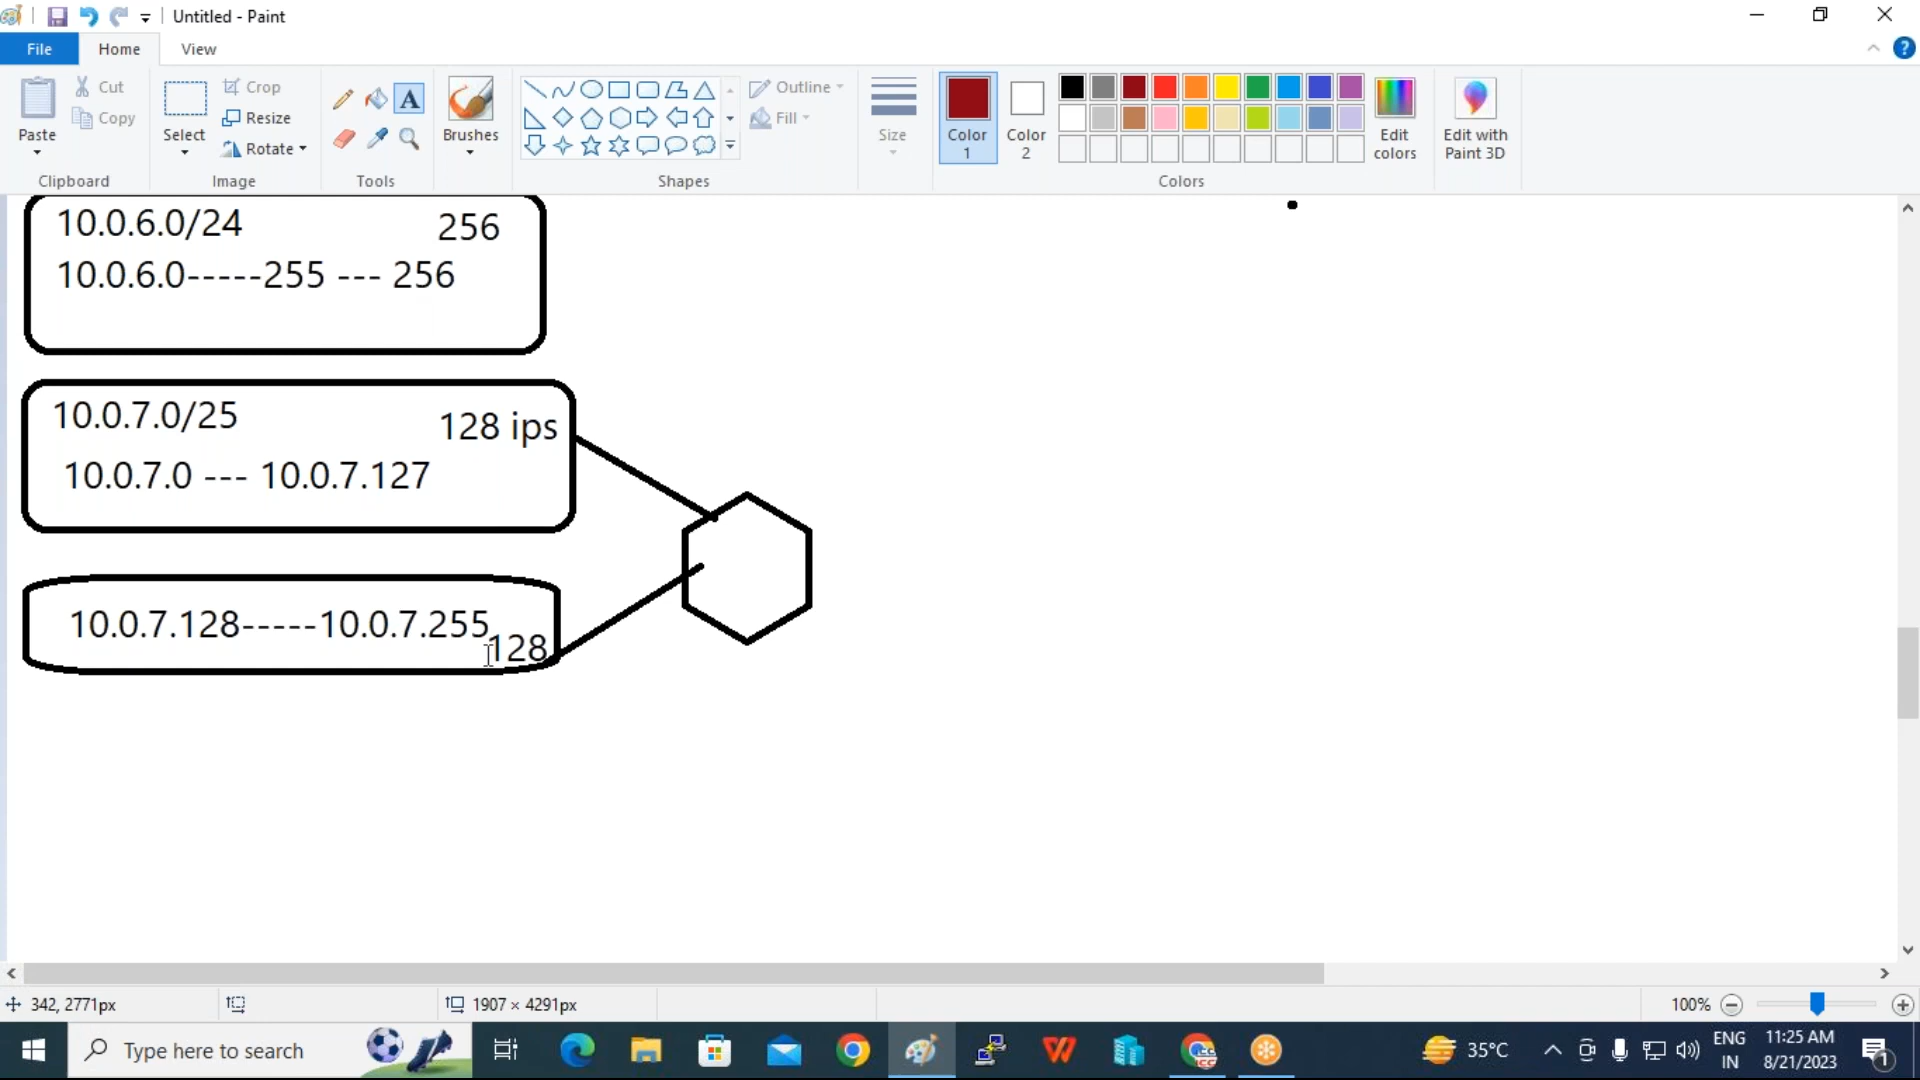 Untitled - Paint
File Home View
Paste
Cut
Copy
Clipboard
Select
Crop
Resize
Rotate
Image
A
Tools
Brushes
Shapes
Outline
Fill
Size
Color 1
Color 2
Colors
Edit colors
Edit with Paint 3D
10.0.6.0/24 256
10.0.6.0-----255 --- 256
10.0.7.0/25 128 ips
10.0.7.0 --- 10.0.7.127
10.0.7.128-----10.0.7.255
128
342, 2771px
1907 × 4291px
100%
Type here to search
35°C
ENG
IN
11:25 AM
8/21/2023
1